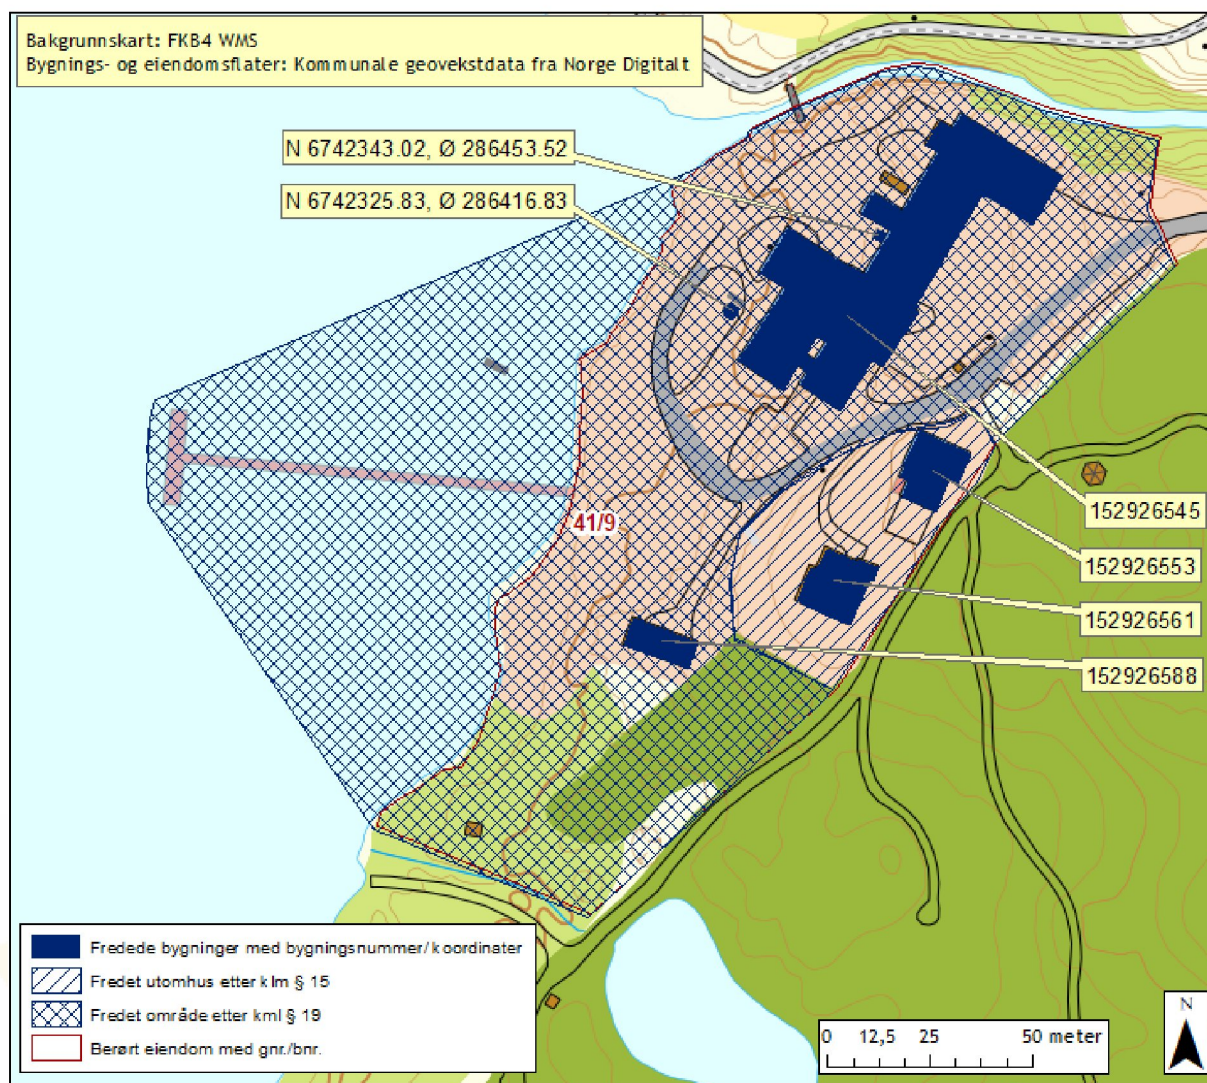 Bakgrunnskart: FKB4 WMS
Bygnings- og eiendomsflater: Kommunale geovekstdata fra Norge Digitalt
N 6742343.02, Ø 286453.52
N 6742325.83, Ø 286416.83
41/9
152926545
152926553
152926561
152926588
Fredede bygninger med bygningsnummer/koordinater
Fredet utomhus etter klm § 15
Fredet område etter kml § 19
Berørt eiendom med gnr./bnr.
0 12,5 25 50 meter
N